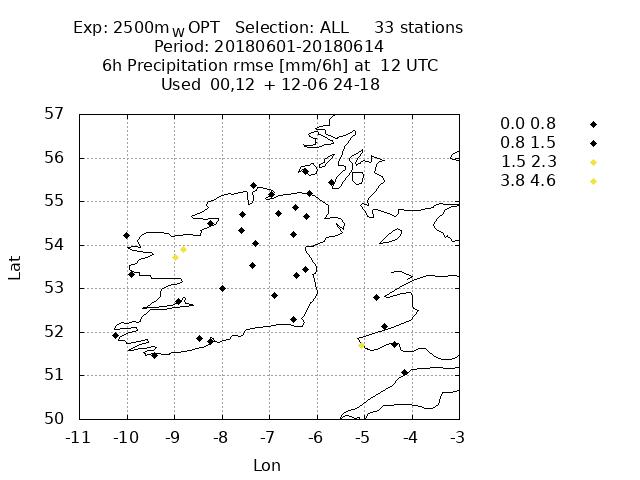 Exp: 2500mWOPT Selection: ALL 33 stations
Period: 20180601-20180614
6h Precipitation rmse [mm/6h] at 12 UTC
Used 00,12 + 12-06 24-18
57
56
55
54
53
52
51
50
Lat
-11 -10 -9 -8 -7 -6 -5 -4 -3
Lon
0.0 0.8
0.8 1.5
1.5 2.3
3.8 4.6